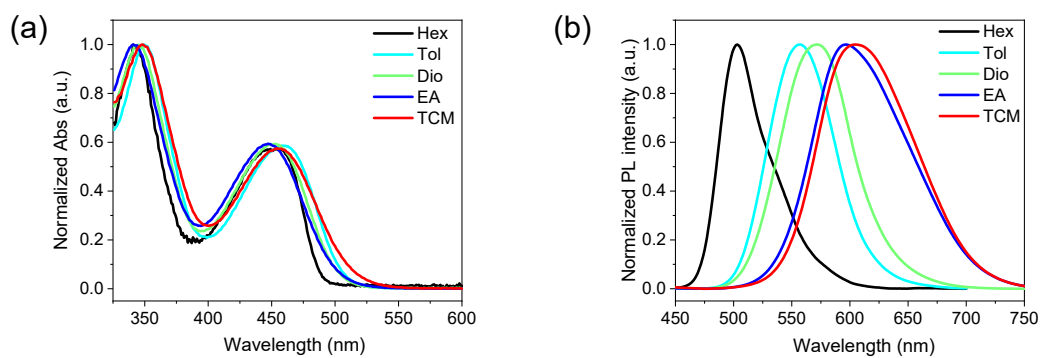 (a)
Normalized Abs (a.u.)
1.0
0.8
0.6
0.4
0.2
0.0
Hex
Tol
Dio
EA
TCM
350 400 450 500 550 600
Wavelength (nm)
(b)
Normalized PL intensity (a.u.)
1.0
0.8
0.6
0.4
0.2
0.0
Hex
Tol
Dio
EA
TCM
450 500 550 600 650 700 750
Wavelength (nm)